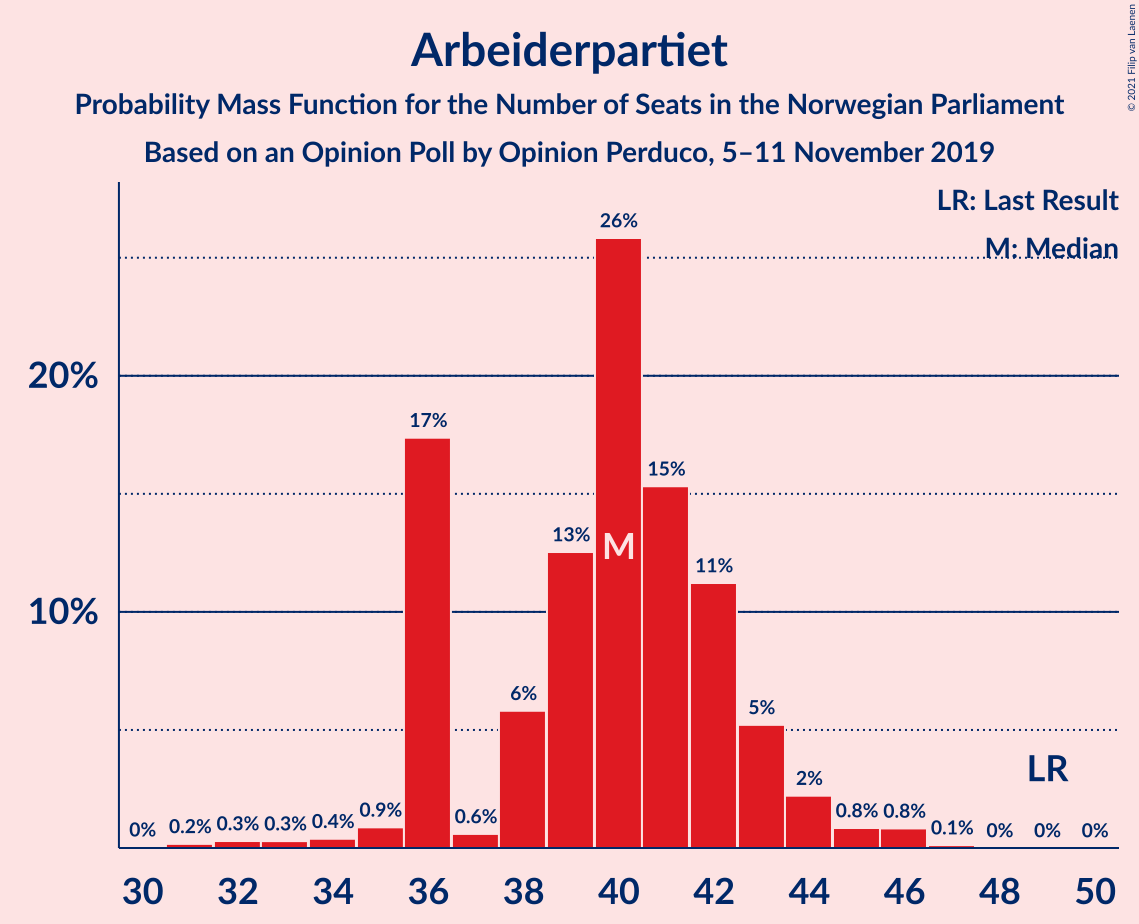 Arbeiderpartiet
Probability Mass Function for the Number of Seats in the Norwegian Parliament
Based on an Opinion Poll by Opinion Perduco, 5–11 November 2019
© 2021 Filip van Laenen
LR: Last Result
M: Median
20%
10%
0%
0.2%
0.3%
0.3%
0.4%
0.9%
17%
0.6%
6%
13%
26%
15%
11%
5%
2%
0.8%
0.8%
0.1%
0%
0%
0%
M
LR
30 32 34 36 38 40 42 44 46 48 50